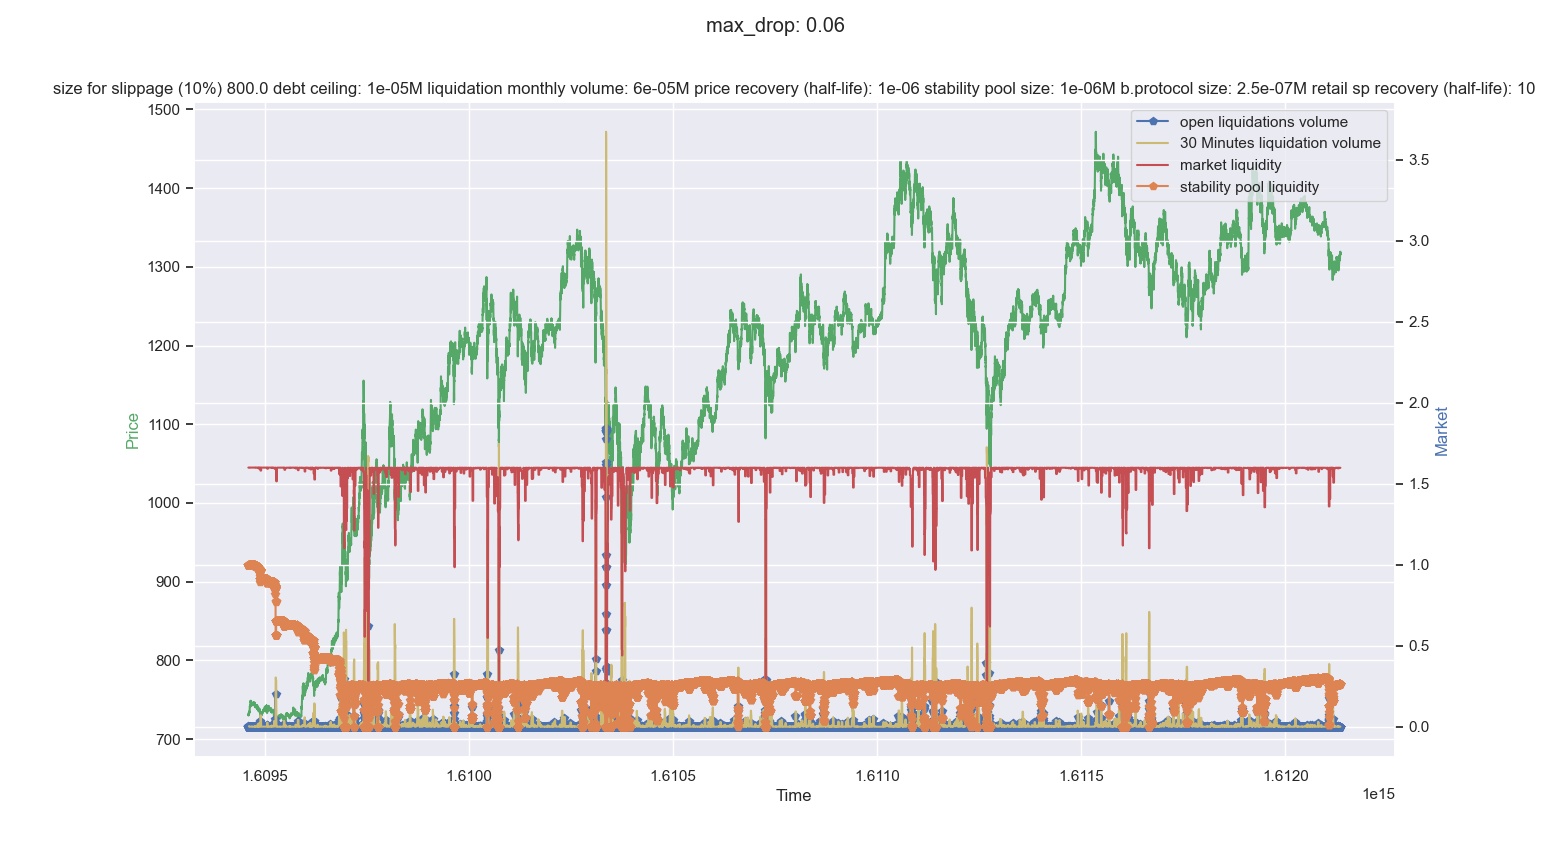 max_drop: 0.06
size for slippage (10%) 800.0 debt ceiling: 1e-05M liquidation monthly volume: 6e-05M price recovery (half-life): 1e-06 stability pool size: 1e-06M b.protocol size: 2.5e-07M retail sp recovery (half-life): 10
open liquidations volume
30 Minutes liquidation volume
market liquidity
stability pool liquidity
1500
1400
1300
1200
1100
1000
900
800
700
Price
3.5
3.0
2.5
2.0
1.5
1.0
0.5
0.0
Market
1.6095 1.6100 1.6105 1.6110 1.6115 1.6120
Time
1e15